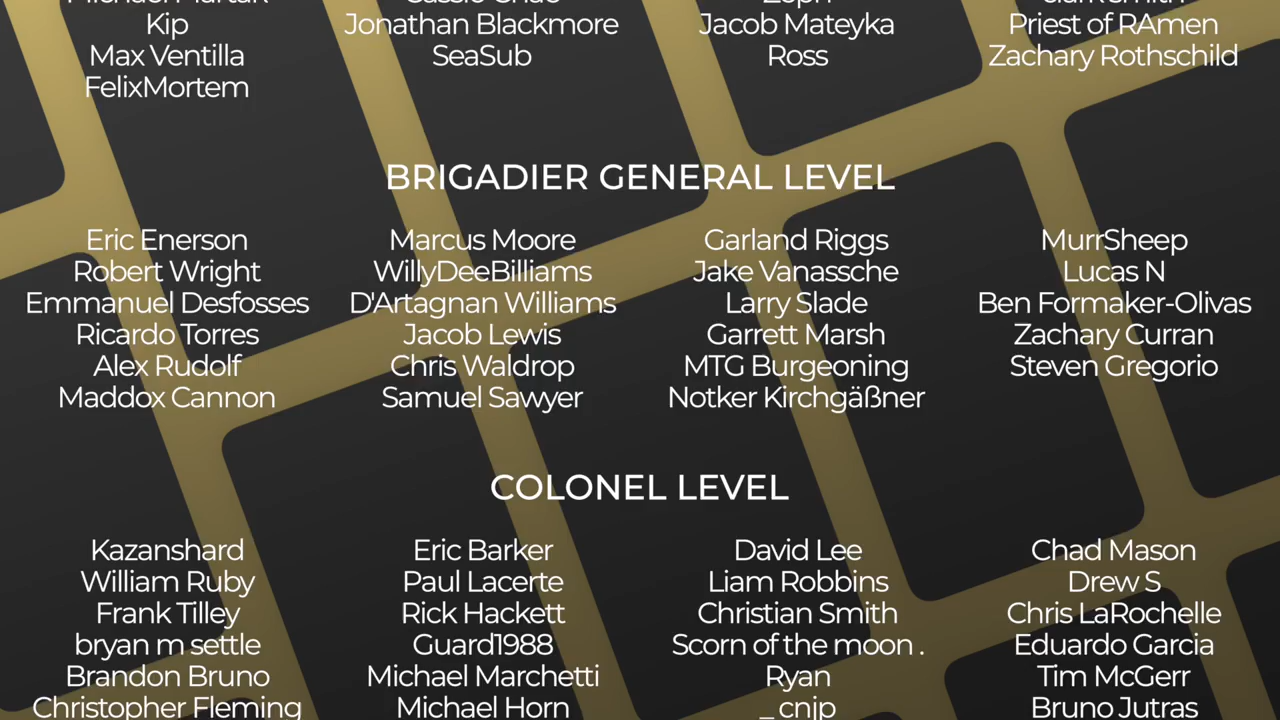 Kip Jonathan Blackmore Jacob Mateyka Priest of RAmen
Max Ventilla SeaSub Ross Zachary Rothschild
FelixMortem
BRIGADIER GENERAL LEVEL
Eric Enerson Marcus Moore Garland Riggs MurrSheep
Robert Wright WillyDeeBilliams Jake Vanassche Lucas N
Emmanuel Desfosses D'Artagnan Williams Larry Slade Ben Formaker-Olivas
Ricardo Torres Jacob Lewis Garrett Marsh Zachary Curran
Alex Rudolf Chris Waldrop MTG Burgeoning Steven Gregorio
Maddox Cannon Samuel Sawyer Notker Kirchgäßner
COLONEL LEVEL
Kazanshard Eric Barker David Lee Chad Mason
William Ruby Paul Lacerte Liam Robbins Drew S
Frank Tilley Rick Hackett Christian Smith Chris LaRochelle
bryan m settle Guard1988 Scorn of the moon . Eduardo Garcia
Brandon Bruno Michael Marchetti Ryan Tim McGerr
Christopher Fleming Michael Horn _ cnjp Bruno Jutras